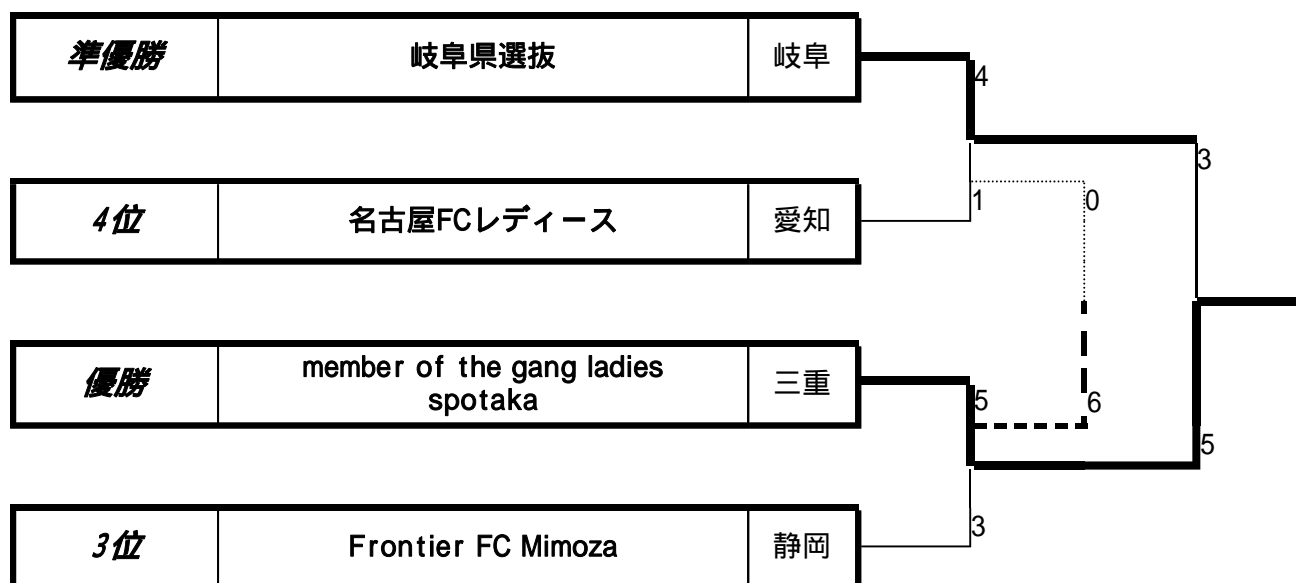 準優勝 岐阜県選抜 岐阜
4
3
4位 名古屋FCレディース 愛知
1 0
優勝 member of the gang ladies spotaka 三重
5 6
5
3位 Frontier FC Mimoza 静岡
3